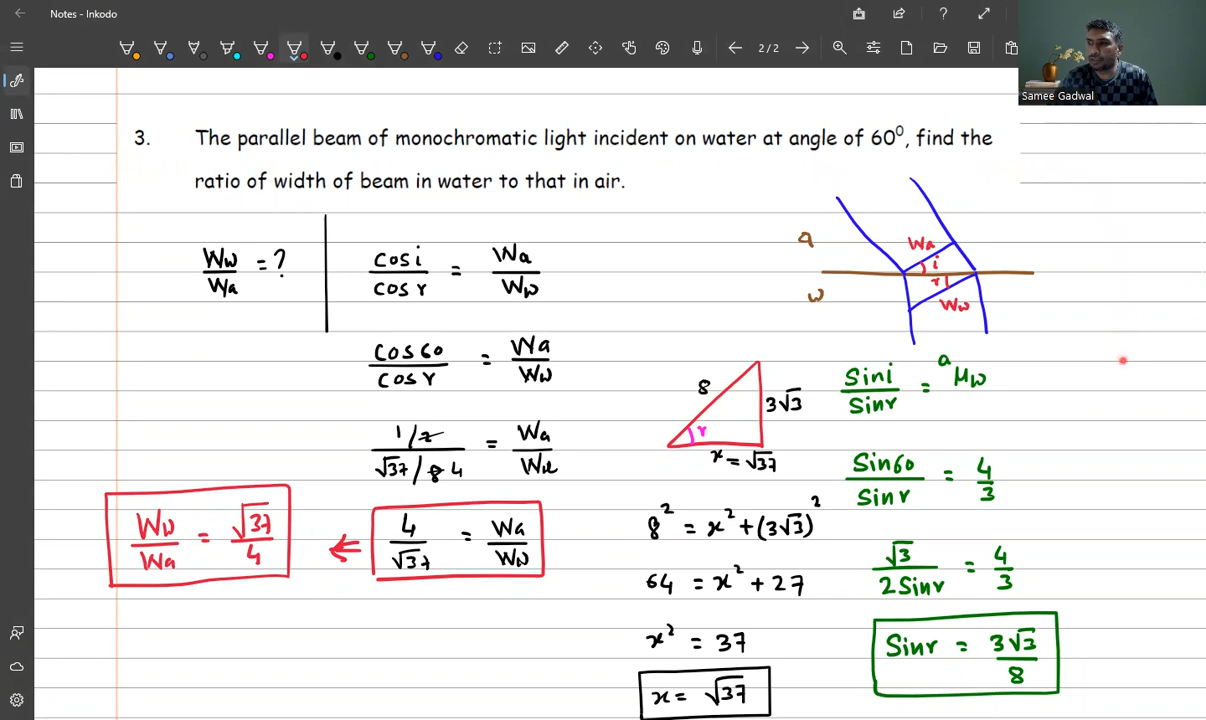 Notes - Inkodo
2/2
Samee Gadwal
3. The parallel beam of monochromatic light incident on water at angle of 60⁰, find the
ratio of width of beam in water to that in air.
Ww/Wa = ?
cos i/cos r = Wa/Ww
cos 60/cos r = Wa/Ww
1/2/√37/8 4 = Wa/Ww
4/√37 = Wa/Ww
Ww/Wa = √37/4
a
w
Wa
i
r
Ww
8
3√3
r
x = √37
8² = x² + (3√3)²
64 = x² + 27
x² = 37
x = √37
Sin i/Sin r = aμw
Sin 60/Sin r = 4/3
√3/2 Sin r = 4/3
Sin r = 3√3/8